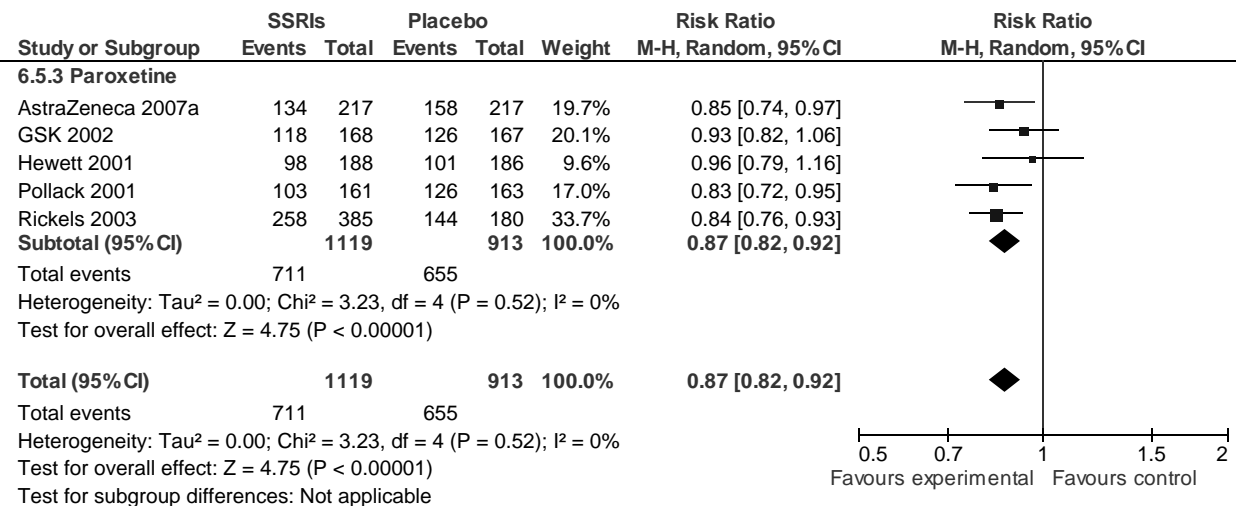 SSRIs Placebo Risk Ratio Risk Ratio
Study or Subgroup Events Total Events Total Weight M-H, Random, 95% CI M-H, Random, 95% CI
6.5.3 Paroxetine
AstraZeneca 2007a 134 217 158 217 19.7% 0.85 [0.74, 0.97]
GSK 2002 118 168 126 167 20.1% 0.93 [0.82, 1.06]
Hewett 2001 98 188 101 186 9.6% 0.96 [0.79, 1.16]
Pollack 2001 103 161 126 163 17.0% 0.83 [0.72, 0.95]
Rickels 2003 258 385 144 180 33.7% 0.84 [0.76, 0.93]
Subtotal (95% CI) 1119 913 100.0% 0.87 [0.82, 0.92]
Total events 711 655
Heterogeneity: Tau² = 0.00; Chi² = 3.23, df = 4 (P = 0.52); I² = 0%
Test for overall effect: Z = 4.75 (P < 0.00001)
Total (95% CI) 1119 913 100.0% 0.87 [0.82, 0.92]
Total events 711 655
Heterogeneity: Tau² = 0.00; Chi² = 3.23, df = 4 (P = 0.52); I² = 0%
Test for overall effect: Z = 4.75 (P < 0.00001)
Test for subgroup differences: Not applicable
0.5 0.7 1 1.5 2
Favours experimental Favours control